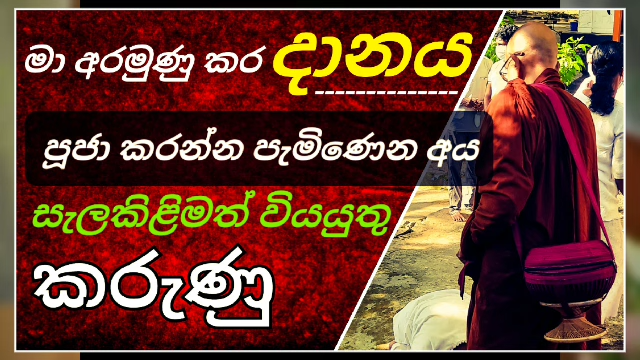 මා අරමුණු කර දානය
පූජා කරන්න පැමිණෙන අය
සැලකිළිමත් වියයුතු
කරුණු